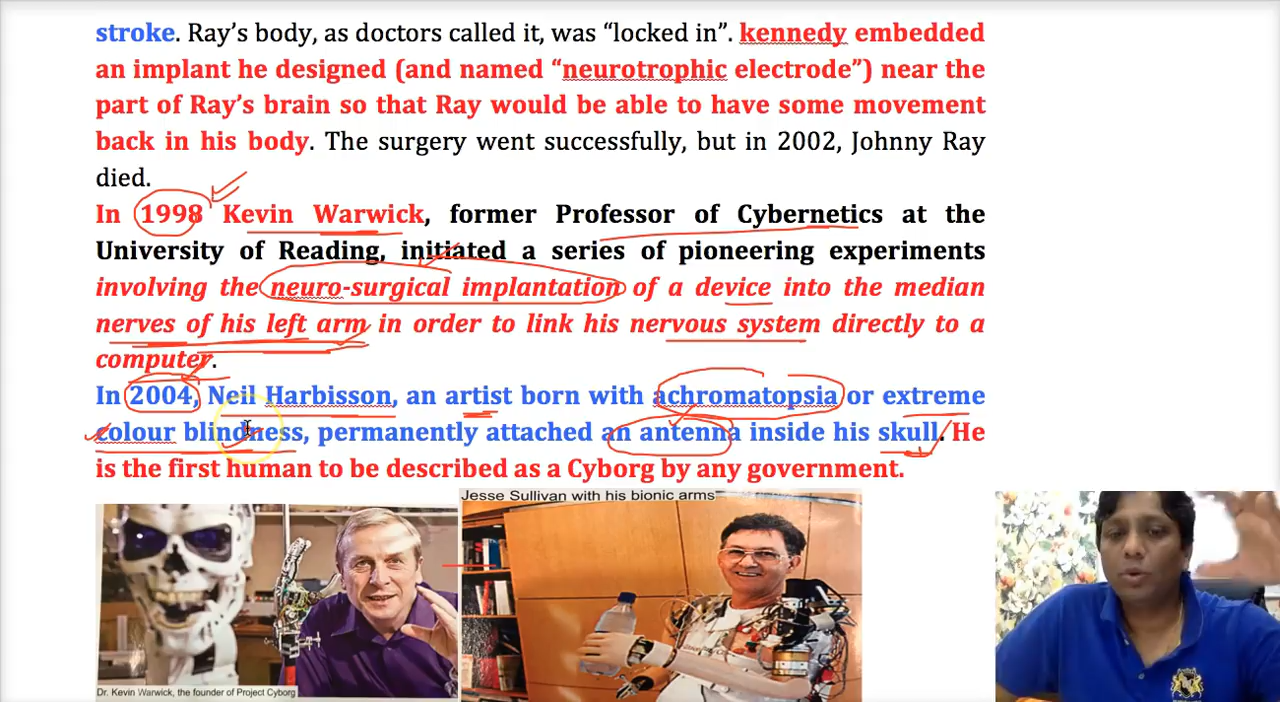 stroke. Ray's body, as doctors called it, was “locked in”. kennedy embedded
an implant he designed (and named “neurotrophic electrode”) near the
part of Ray's brain so that Ray would be able to have some movement
back in his body. The surgery went successfully, but in 2002, Johnny Ray
died.
In 1998 Kevin Warwick, former Professor of Cybernetics at the
University of Reading, initiated a series of pioneering experiments
involving the neuro-surgical implantation of a device into the median
nerves of his left arm in order to link his nervous system directly to a
computer.
In 2004, Neil Harbisson, an artist born with achromatopsia or extreme
colour blindness, permanently attached an antenna inside his skull. He
is the first human to be described as a Cyborg by any government.
Jesse Sullivan with his bionic arms
Dr. Kevin Warwick, the founder of Project Cyborg